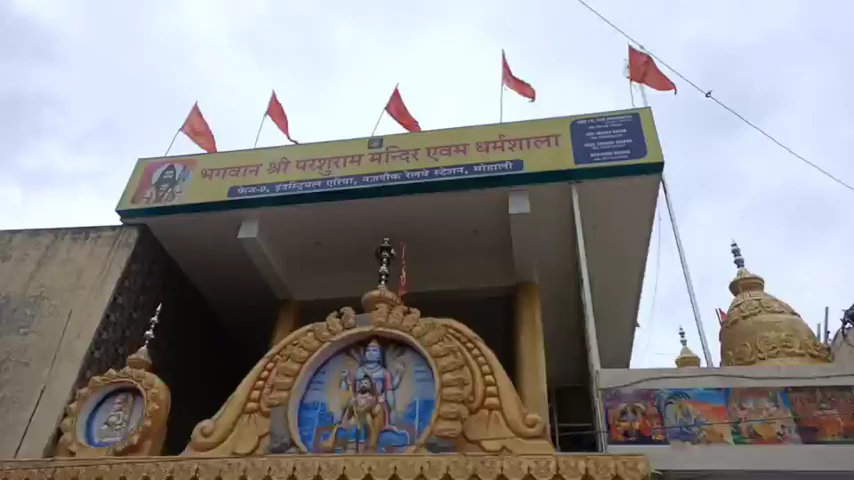 भगवान श्री परशुराम मन्दिर एवम धर्मशाला
फेज-9, इंडस्ट्रियल एरिया, नजदीक रेलवे स्टेशन, मोहाली